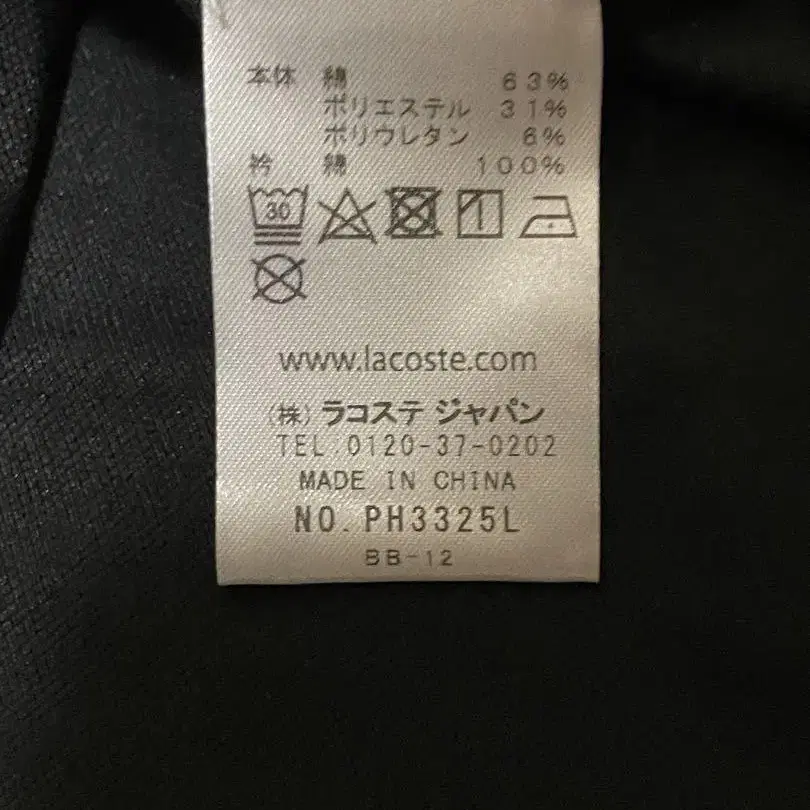 本体 綿 63%
ポリエステル 31%
ポリウレタン 6%
衿 綿 100%
30
www.lacoste.com
(株) ラコステ ジャパン
TEL:0120-37-0202
MADE IN CHINA
NO. PH3325L
BB-12